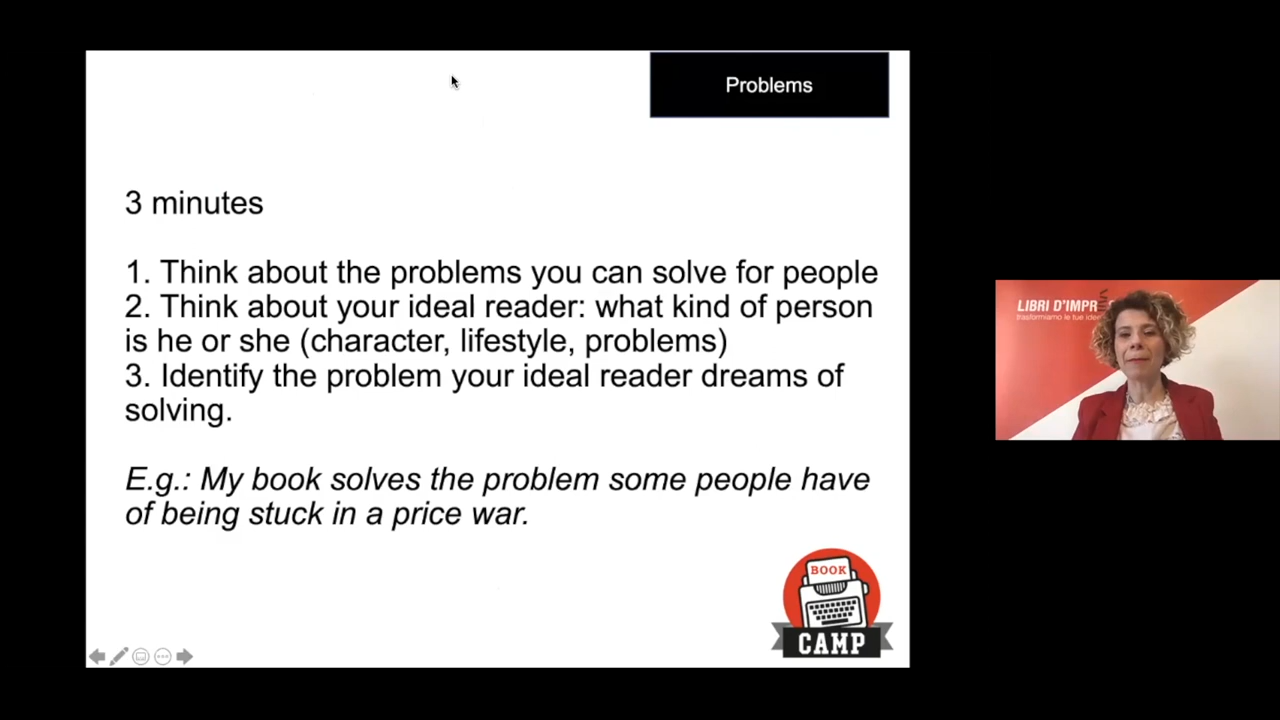 Problems
3 minutes
1. Think about the problems you can solve for people
2. Think about your ideal reader: what kind of person
is he or she (character, lifestyle, problems)
3. Identify the problem your ideal reader dreams of
solving.
E.g.: My book solves the problem some people have
of being stuck in a price war.
BOOK
CAMP
LIBRI D'IMPR
trasformiamo le tue